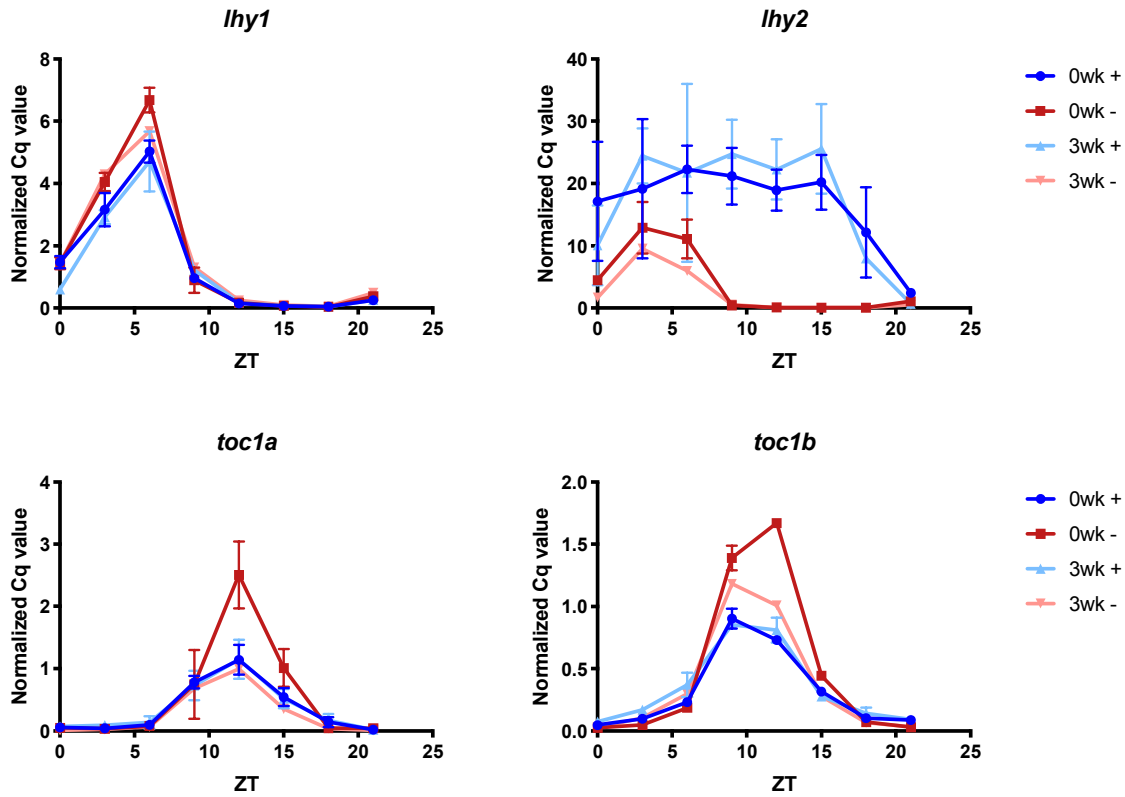 lhy1
Normalized Cq value
8
6
4
2
0
0 5 10 15 20 25
ZT
lhy2
Normalized Cq value
40
30
20
10
0
0 5 10 15 20 25
ZT
0wk +
0wk -
3wk +
3wk -
toc1a
Normalized Cq value
4
3
2
1
0
0 5 10 15 20 25
ZT
toc1b
Normalized Cq value
2.0
1.5
1.0
0.5
0.0
0 5 10 15 20 25
ZT
0wk +
0wk -
3wk +
3wk -